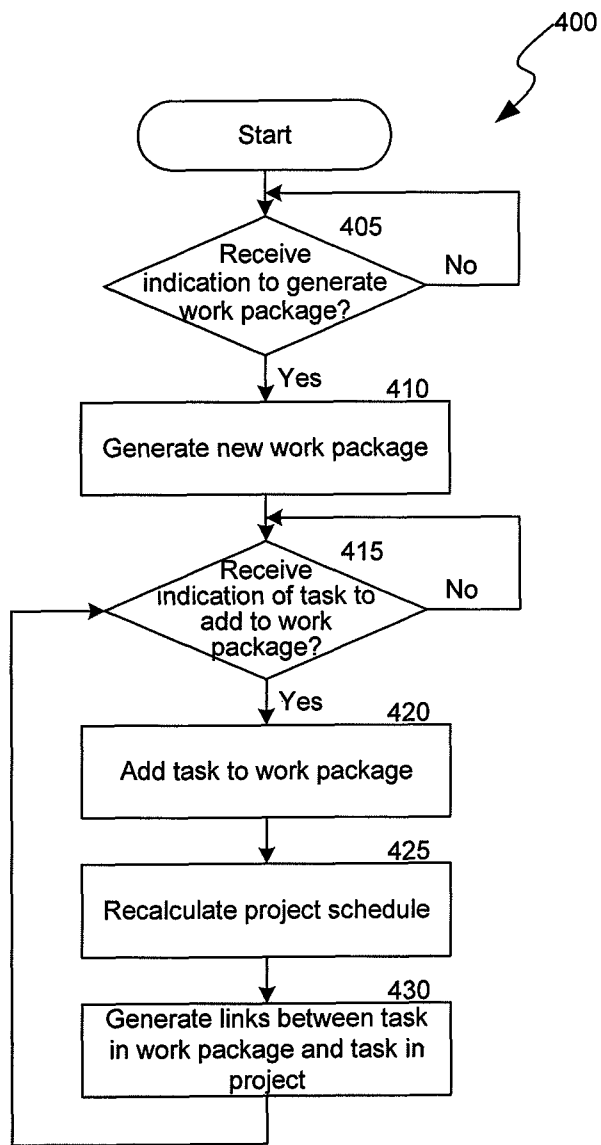 400
Start
405
Receive
indication to generate
work package?
No
Yes
410
Generate new work package
415
Receive
indication of task to
add to work
package?
No
Yes
420
Add task to work package
425
Recalculate project schedule
430
Generate links between task
in work package and task in
project